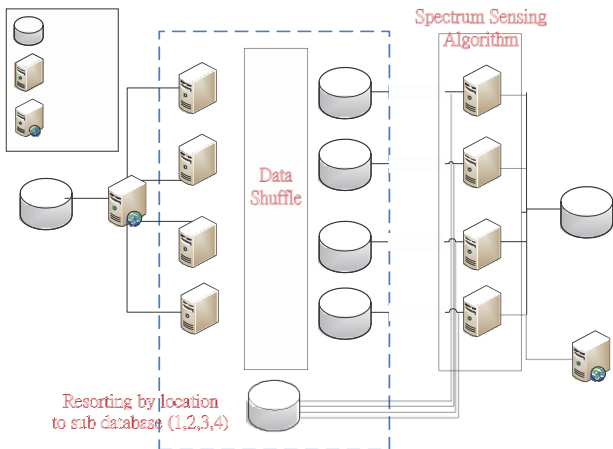 Spectrum Sensing
Algorithm
Data
Shuffle
Resorting by location
to sub database (1,2,3,4)